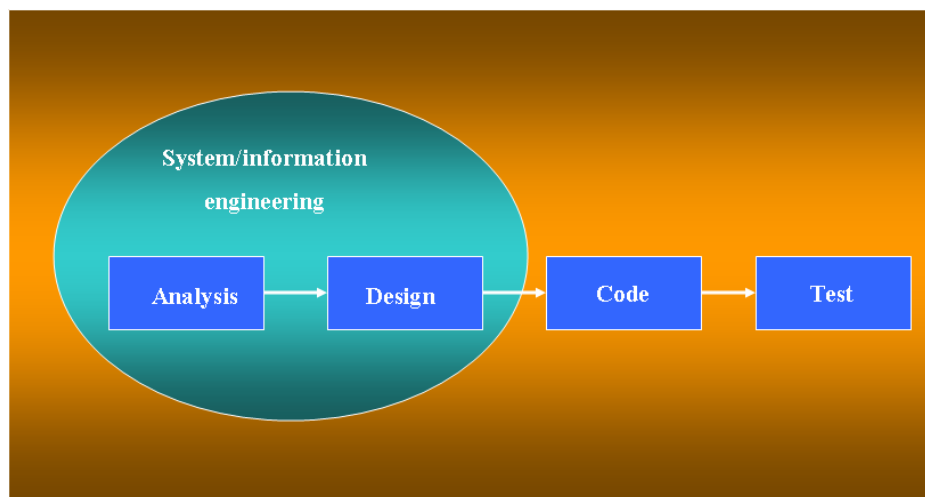 System/information
engineering
Analysis
Design
Code
Test